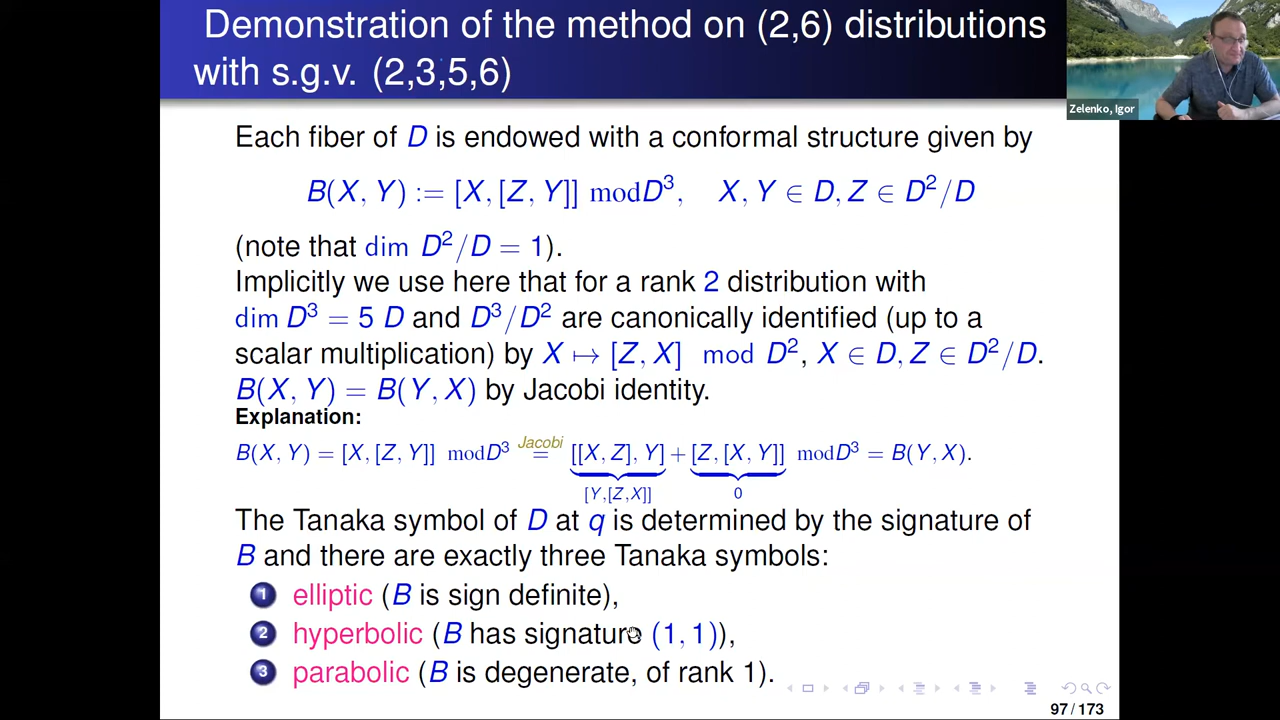 Demonstration of the method on (2,6) distributions
with s.g.v. (2,3,5,6)
Zelenko, Igor
Each fiber of D is endowed with a conformal structure given by
B(X, Y) := [X, [Z, Y]] modD³, X, Y ∈ D, Z ∈ D²/D
(note that dim D²/D = 1).
Implicitly we use here that for a rank 2 distribution with
dim D³ = 5 D and D³/D² are canonically identified (up to a
scalar multiplication) by X ↦ [Z, X] mod D², X ∈ D, Z ∈ D²/D.
B(X, Y) = B(Y, X) by Jacobi identity.
Explanation:
B(X, Y) = [X, [Z, Y]] modD³ Jacobi = [[X, Z], Y] + [Z, [X, Y]] modD³ = B(Y, X).
[Y,[Z,X]] 0
The Tanaka symbol of D at q is determined by the signature of
B and there are exactly three Tanaka symbols:
1 elliptic (B is sign definite),
2 hyperbolic (B has signature (1, 1)),
3 parabolic (B is degenerate, of rank 1).
97 / 173